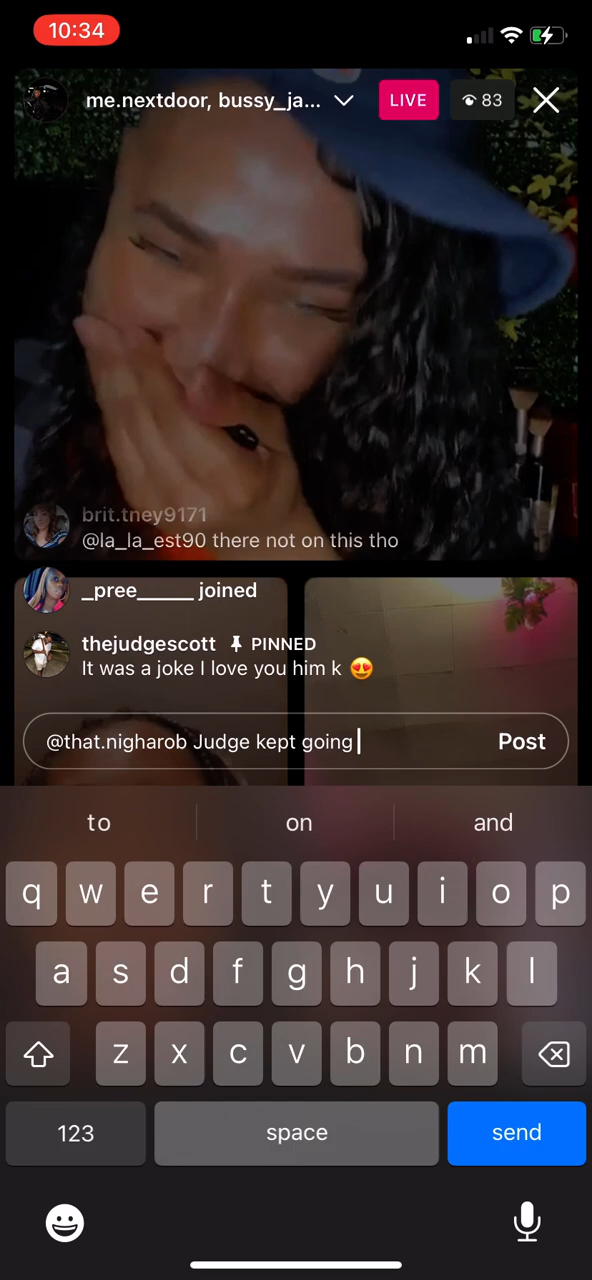 10:34
me.nextdoor, bussy_ja...
LIVE
83
brit.tney9171
@la_la_est90 there not on this tho
_pree_____ joined
thejudgescott PINNED
It was a joke I love you him k 😍
@that.nigharob Judge kept going
Post
to on and
q w e r t y u i o p
a s d f g h j k l
z x c v b n m
123 space send